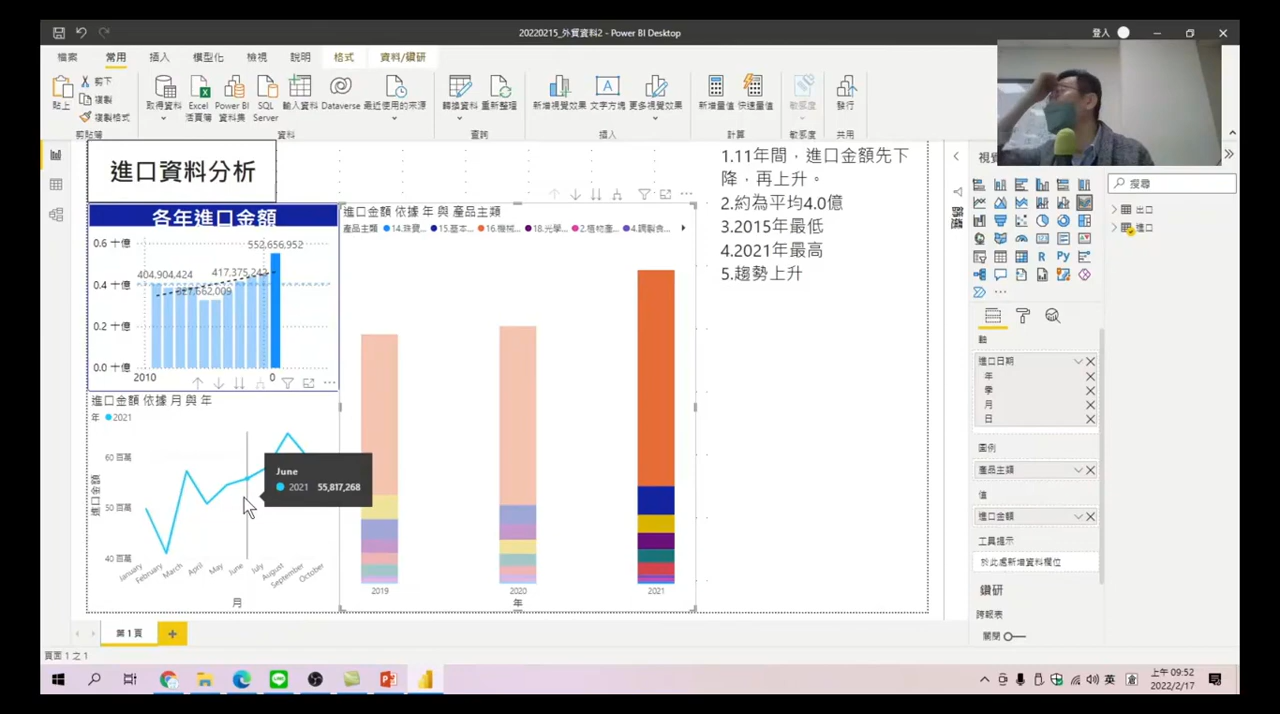 20220215_外貿資料2 - Power BI Desktop
登入
檔案 常用 插入 模型化 檢視 說明 格式 資料/鑽研
貼上
剪下
複製
複製格式
剪貼簿
取得資料
Excel 活頁簿
Power BI 資料集
SQL Server
輸入資料
Dataverse
最近使用的來源
資料
轉換資料
重新整理
查詢
新增視覺效果
文字方塊
更多視覺效果
插入
新增量值
快速量值
計算
敏感度
敏感度
發行
共用
進口資料分析
各年進口金額
0.6 十億
552,656,952
404,904,424
417,375,242
0.4 十億
327,662,009
0.2 十億
0.0 十億
2010
0
進口金額 依據 月 與 年
年 2021
60 百萬
50 百萬
40 百萬
進口金額
June
2021 55,817,268
January
February
March
April
May
June
July
August
September
October
月
進口金額 依據 年 與 產品主類
產品主類 14.珠寶... 15.基本... 16.機械... 18.光學... 2.植物產... 4.調製食...
2019
2020
2021
年
1.11年間，進口金額先下
降，再上升。
2.約為平均4.0億
3.2015年最低
4.2021年最高
5.趨勢上升
篩選
搜尋
出口
進口
R
Py
軸
進口日期
年
季
月
日
圖例
產品主類
值
進口金額
工具提示
於此處新增資料欄位
鑽研
跨報表
關閉
第 1 頁
頁面 1 之 1
英
上午 09:52
2022/2/17